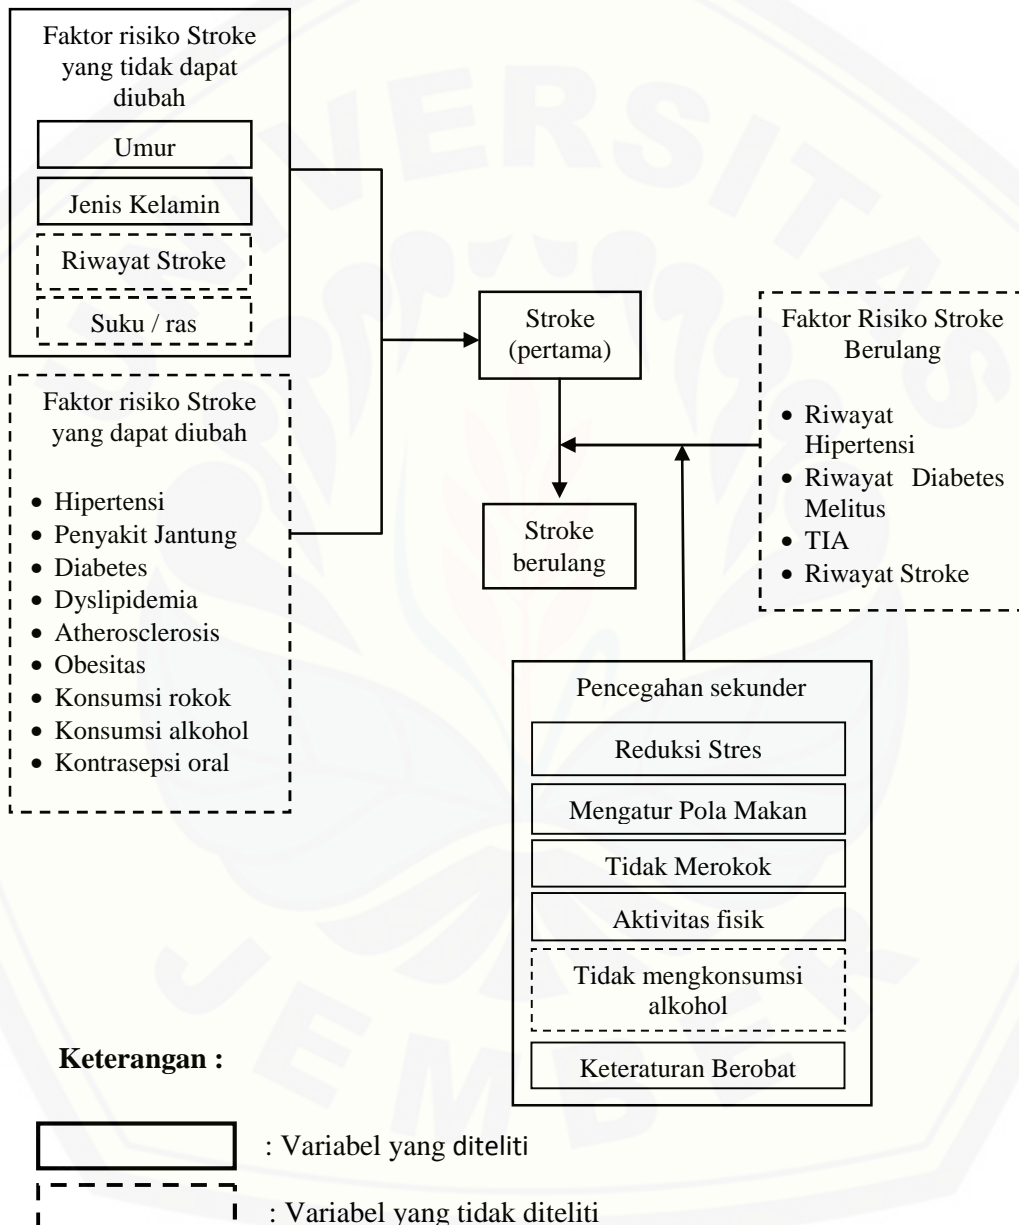 Faktor risiko Stroke
yang tidak dapat
diubah
Umur
Jenis Kelamin
Riwayat Stroke
Suku / ras
Faktor risiko Stroke
yang dapat diubah
• Hipertensi
• Penyakit Jantung
• Diabetes
• Dyslipidemia
• Atherosclerosis
• Obesitas
• Konsumsi rokok
• Konsumsi alkohol
• Kontrasepsi oral
Stroke
(pertama)
Stroke
berulang
Faktor Risiko Stroke
Berulang
• Riwayat
Hipertensi
• Riwayat Diabetes
Melitus
• TIA
• Riwayat Stroke
Pencegahan sekunder
Reduksi Stres
Mengatur Pola Makan
Tidak Merokok
Aktivitas fisik
Tidak mengkonsumsi
alkohol
Keteraturan Berobat
Keterangan :
: Variabel yang diteliti
: Variabel yang tidak diteliti
UNIVERSITAS
JEMBER